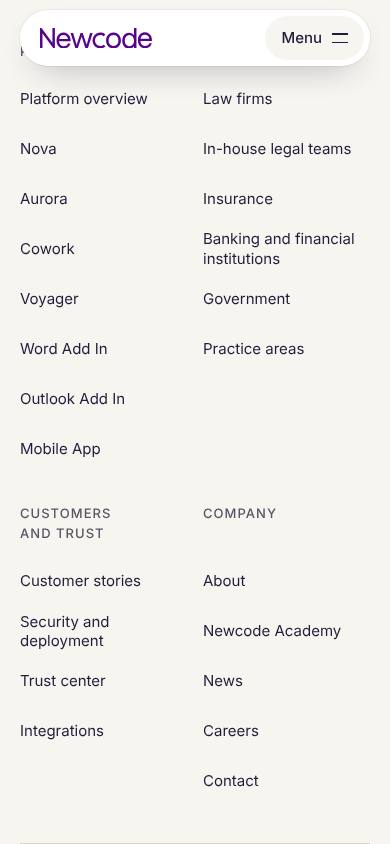 Newcode
Menu
Platform overview
Nova
Aurora
Cowork
Voyager
Word Add In
Outlook Add In
Mobile App
Law firms
In-house legal teams
Insurance
Banking and financial
institutions
Government
Practice areas
CUSTOMERS
AND TRUST
Customer stories
Security and
deployment
Trust center
Integrations
COMPANY
About
Newcode Academy
News
Careers
Contact